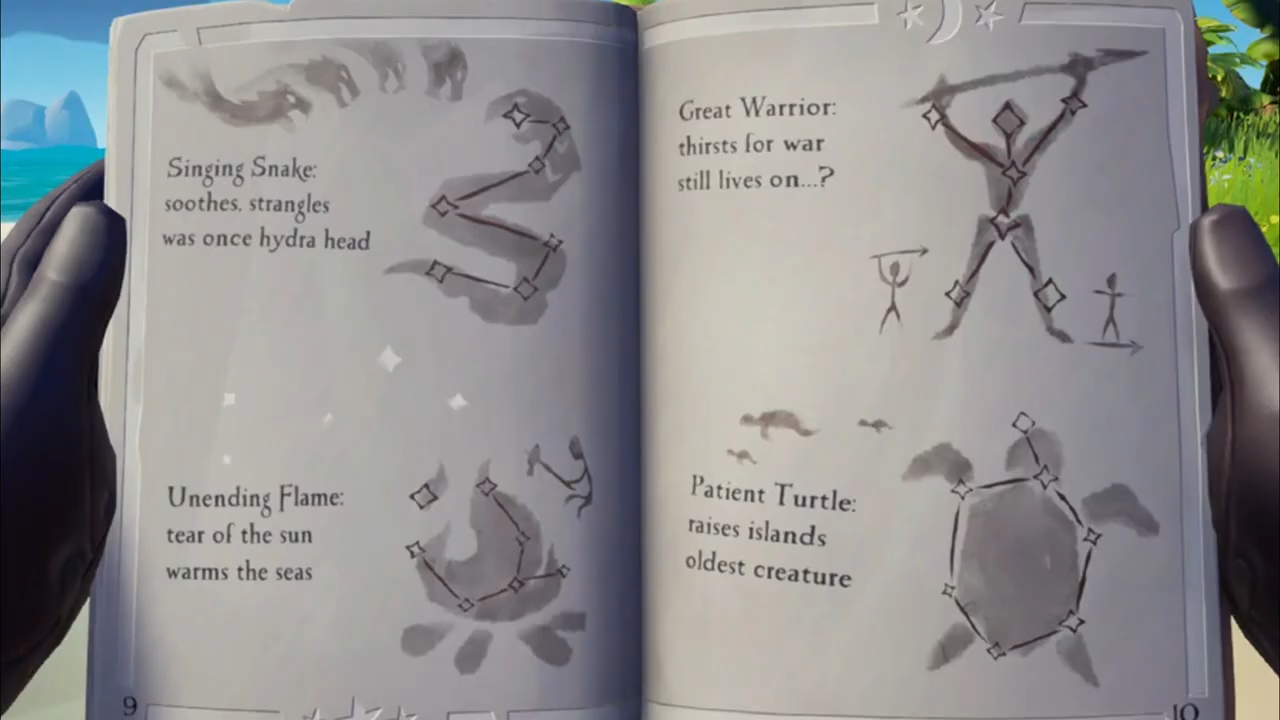 Singing Snake:
soothes, strangles
was once hydra head
Unending Flame:
tear of the sun
warms the seas
9
Great Warrior:
thirsts for war
still lives on...?
Patient Turtle:
raises islands
oldest creature
10